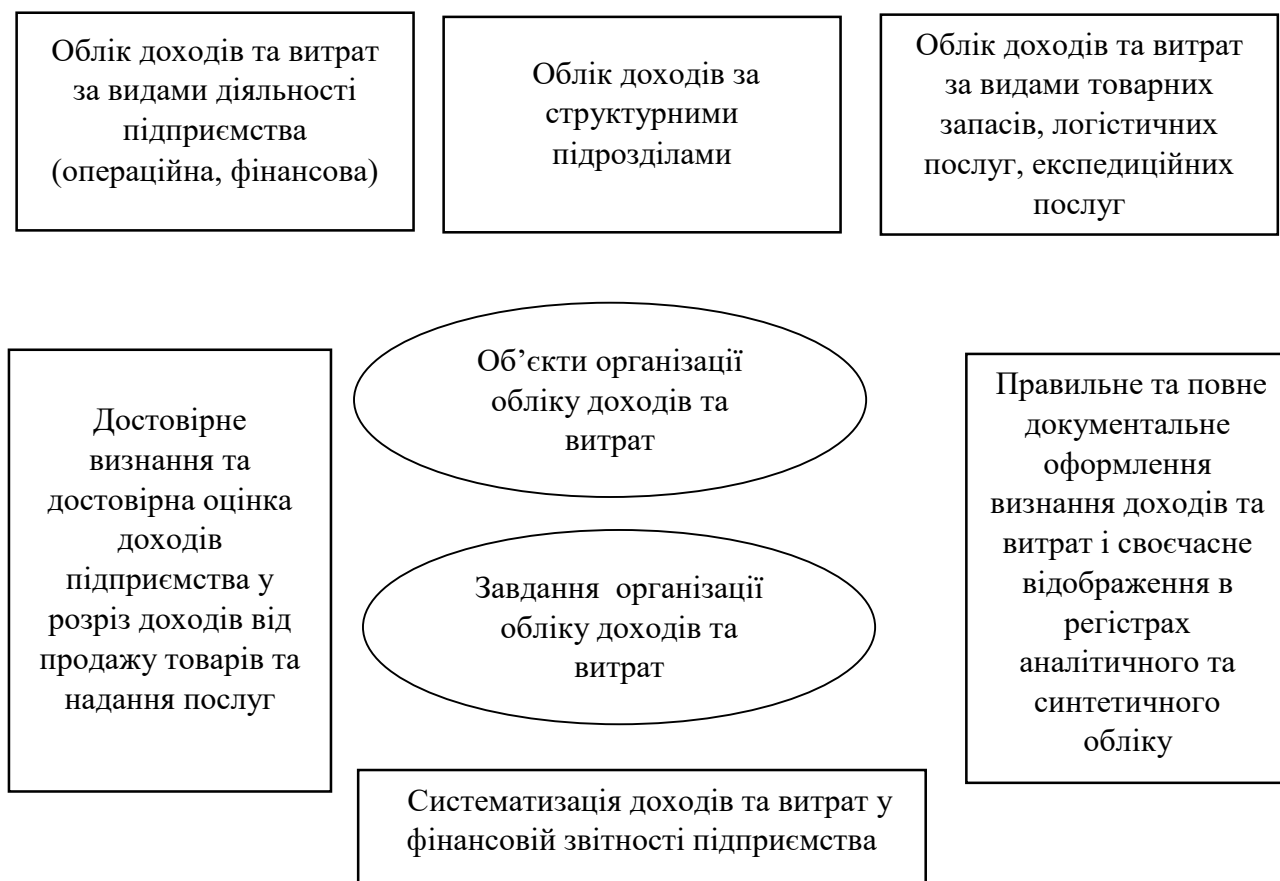 Облік доходів та витрат
за видами діяльності
підприємства
(операційна, фінансова)
Облік доходів за
структурними
підрозділами
Облік доходів та витрат
за видами товарних
запасів, логістичних
послуг, експедиційних
послуг
Об’єкти організації
обліку доходів та
витрат
Достовірне
визнання та
достовірна оцінка
доходів
підприємства у
розріз доходів від
продажу товарів та
надання послуг
Завдання організації
обліку доходів та
витрат
Правильне та повне
документальне
оформлення
визнання доходів та
витрат і своєчасне
відображення в
регістрах
аналітичного та
синтетичного
обліку
Систематизація доходів та витрат у
фінансовій звітності підприємства